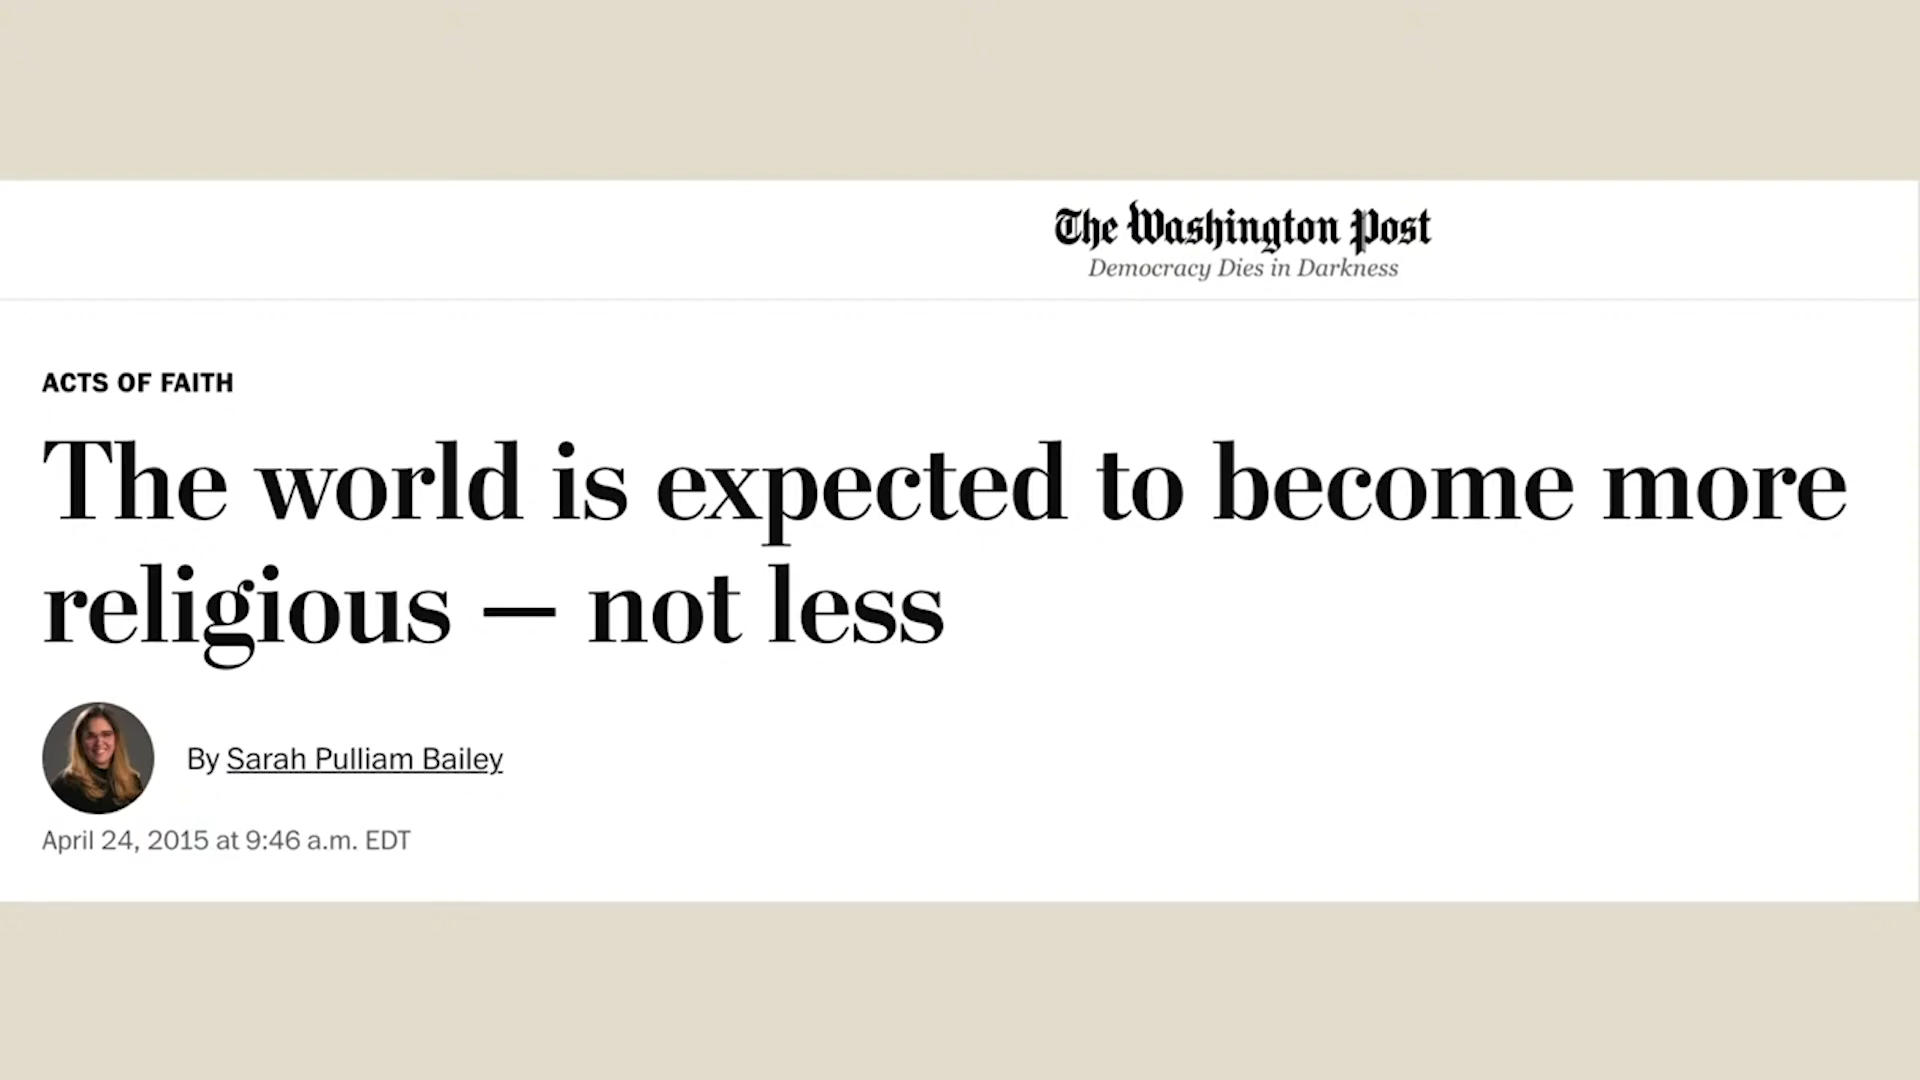 The Washington Post
Democracy Dies in Darkness
ACTS OF FAITH
The world is expected to become more
religious — not less
By Sarah Pulliam Bailey
April 24, 2015 at 9:46 a.m. EDT